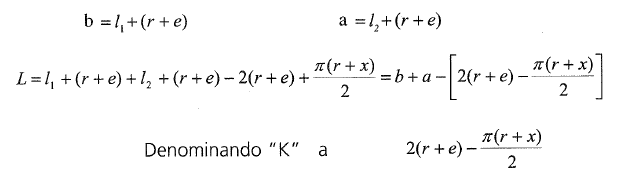 b = l₁ + (r + e) a = l₂ + (r + e)
L = l₁ + (r + e) + l₂ + (r + e) − 2(r + e) + π(r + x)/2 = b + a − [2(r + e) − π(r + x)/2]
Denominando "K" a 2(r + e) − π(r + x)/2